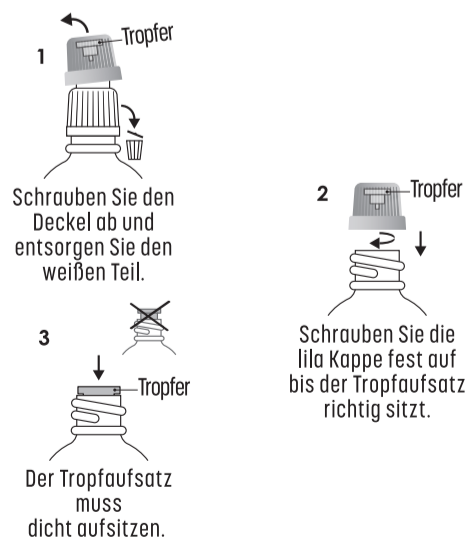 1
Tropfer
Schrauben Sie den
Deckel ab und
entsorgen Sie den
weißen Teil.
2
Tropfer
Schrauben Sie die
lila Kappe fest auf
bis der Tropfaufsatz
richtig sitzt.
3
Tropfer
Der Tropfaufsatz
muss
dicht aufsitzen.